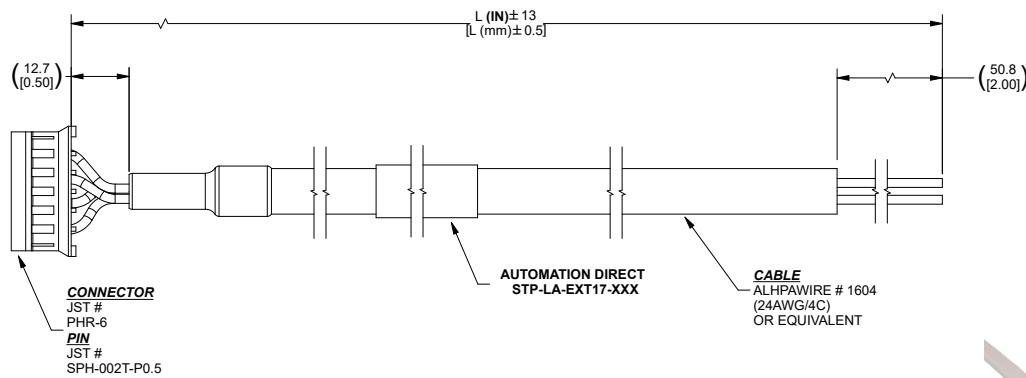 L (IN)± 13
[L (mm)± 0.5]
(12.7
[0.50])
(50.8
[2.00])
CONNECTOR
JST #
PHR-6
PIN
JST #
SPH-002T-P0.5
AUTOMATION DIRECT
STP-LA-EXT17-XXX
CABLE
ALHPAWIRE # 1604
(24AWG/4C)
OR EQUIVALENT